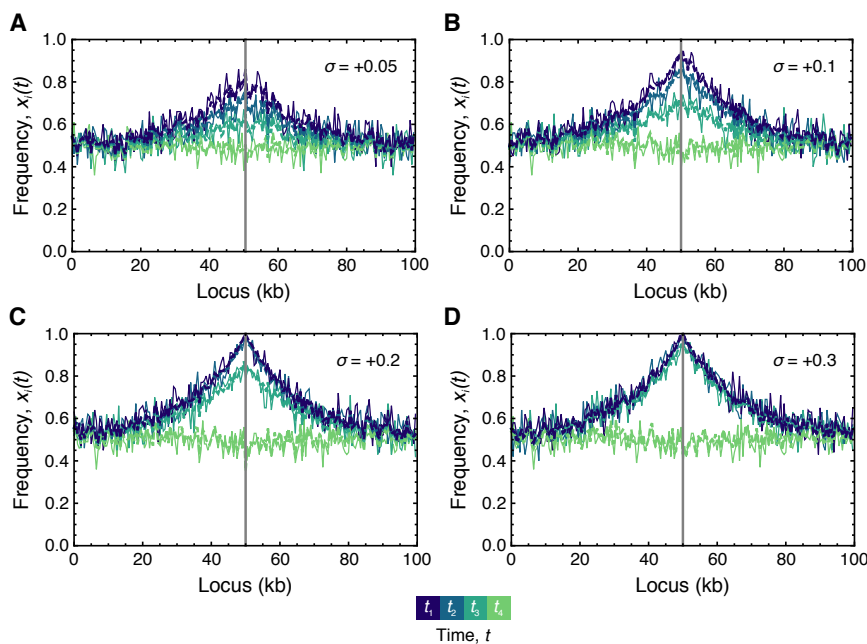 A
σ = +0.05
Frequency, xᵢ(t)
1.0
0.8
0.6
0.4
0.2
0.0
0 20 40 60 80 100
Locus (kb)
B
σ = +0.1
Frequency, xᵢ(t)
1.0
0.8
0.6
0.4
0.2
0.0
0 20 40 60 80 100
Locus (kb)
C
σ = +0.2
Frequency, xᵢ(t)
1.0
0.8
0.6
0.4
0.2
0.0
0 20 40 60 80 100
Locus (kb)
D
σ = +0.3
Frequency, xᵢ(t)
1.0
0.8
0.6
0.4
0.2
0.0
0 20 40 60 80 100
Locus (kb)
t₁ t₂ t₃ t₄
Time, t